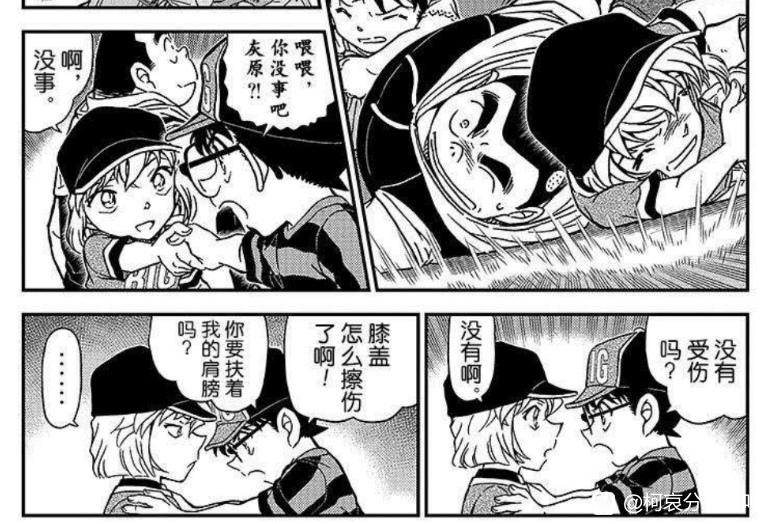 喂喂，
你没事吧
灰原?!
啊，
没事。
没有
受伤
吗?
没有啊。
膝盖
怎么擦伤
了啊!
你要扶着
我的肩膀
吗?
……
@柯哀分